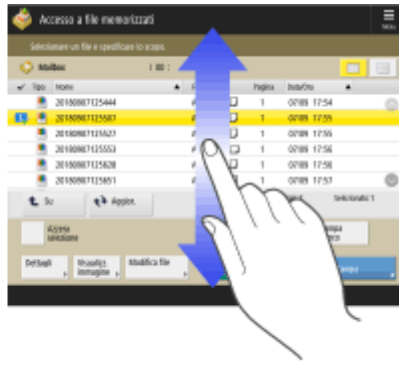 Accesso a file memorizzati
Menu
Selezionare un file e specificare lo scopo.
Mailbox
Tipo Nome Pagina Data/Ora
20180907125444 1 07/09 17:54
20180907125507 1 07/09 17:55
20180907125527 1 07/09 17:55
20180907125553 1 07/09 17:56
20180907125628 1 07/09 17:56
20180907125651 1 07/09 17:57
Su Aggior. Selezionato: 1
Azzera
selezione
Dettagli Visualizz.
immagine Modifica file